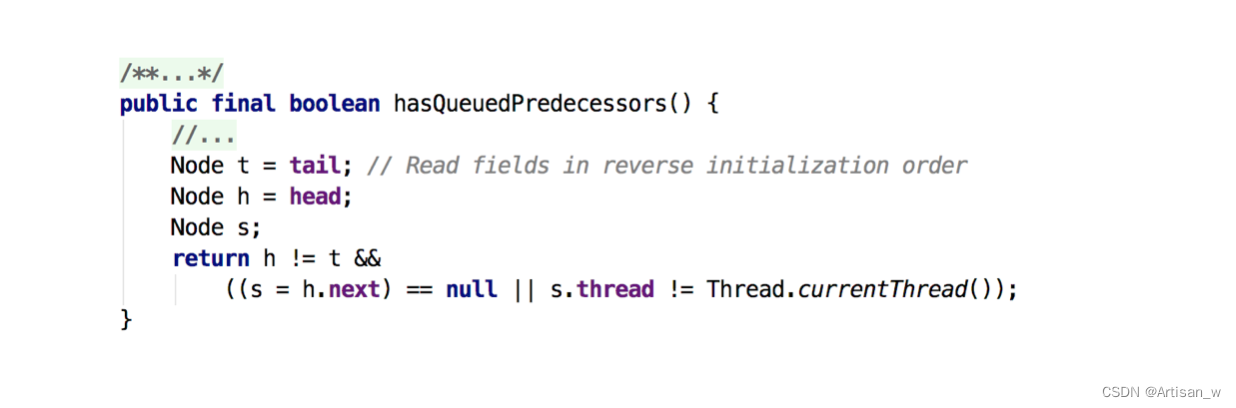 /**...*/
public final boolean hasQueuedPredecessors() {
//...
Node t = tail; // Read fields in reverse initialization order
Node h = head;
Node s;
return h != t &&
((s = h.next) == null || s.thread != Thread.currentThread());
}
CSDN @Artisan_w